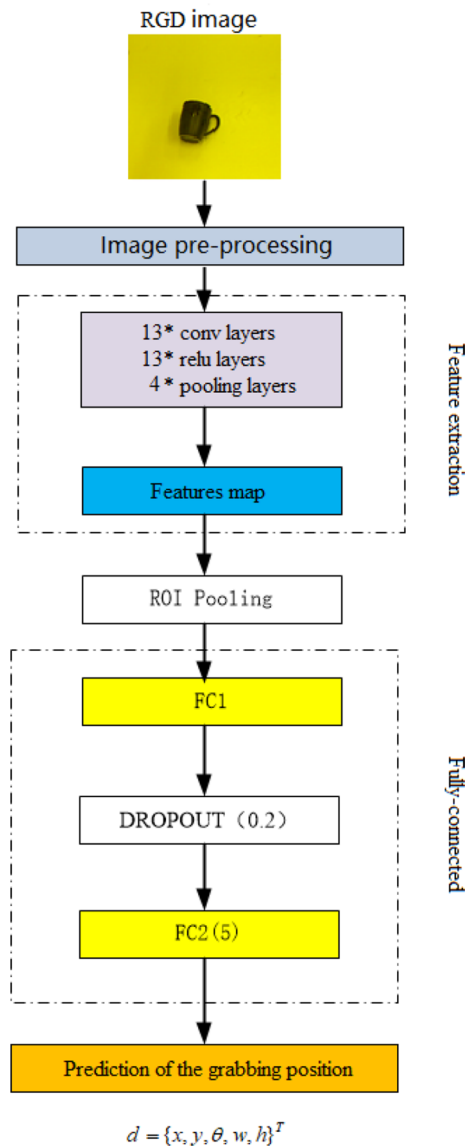 RGD image
Image pre-processing
13* conv layers
13* relu layers
4* pooling layers
Feature extraction
Features map
ROI Pooling
FC1
Fully-connected
DROPOUT（0.2）
FC2(5)
Prediction of the grabbing position
d = {x, y, θ, w, h}ᵀ